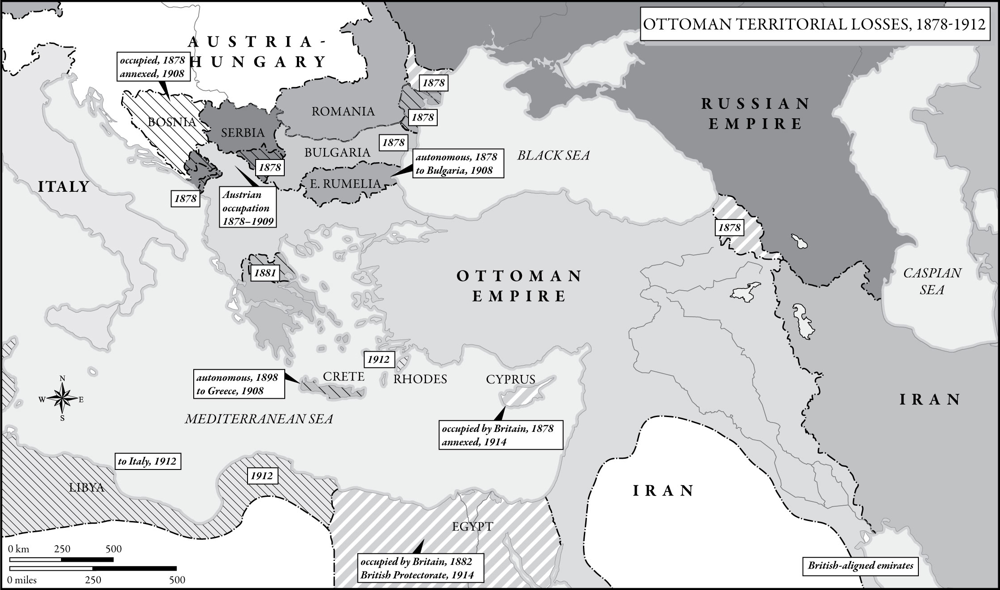 OTTOMAN TERRITORIAL LOSSES, 1878-1912
AUSTRIA-
HUNGARY
occupied, 1878
annexed, 1908
1878
RUSSIAN
EMPIRE
ROMANIA
BOSNIA
1878
SERBIA
1878
BULGARIA
BLACK SEA
autonomous, 1878
to Bulgaria, 1908
1878
ITALY
E. RUMELIA
1878
Austrian
occupation
1878–1909
1878
1881
OTTOMAN
EMPIRE
CASPIAN
SEA
1912
CRETE
RHODES
CYPRUS
autonomous, 1898
to Greece, 1908
N
W
E
S
IRAN
MEDITERRANEAN SEA
occupied by Britain, 1878
annexed, 1914
to Italy, 1912
1912
LIBYA
IRAN
EGYPT
0 km 250 500
0 miles 250 500
occupied by Britain, 1882
British Protectorate, 1914
British-aligned emirates